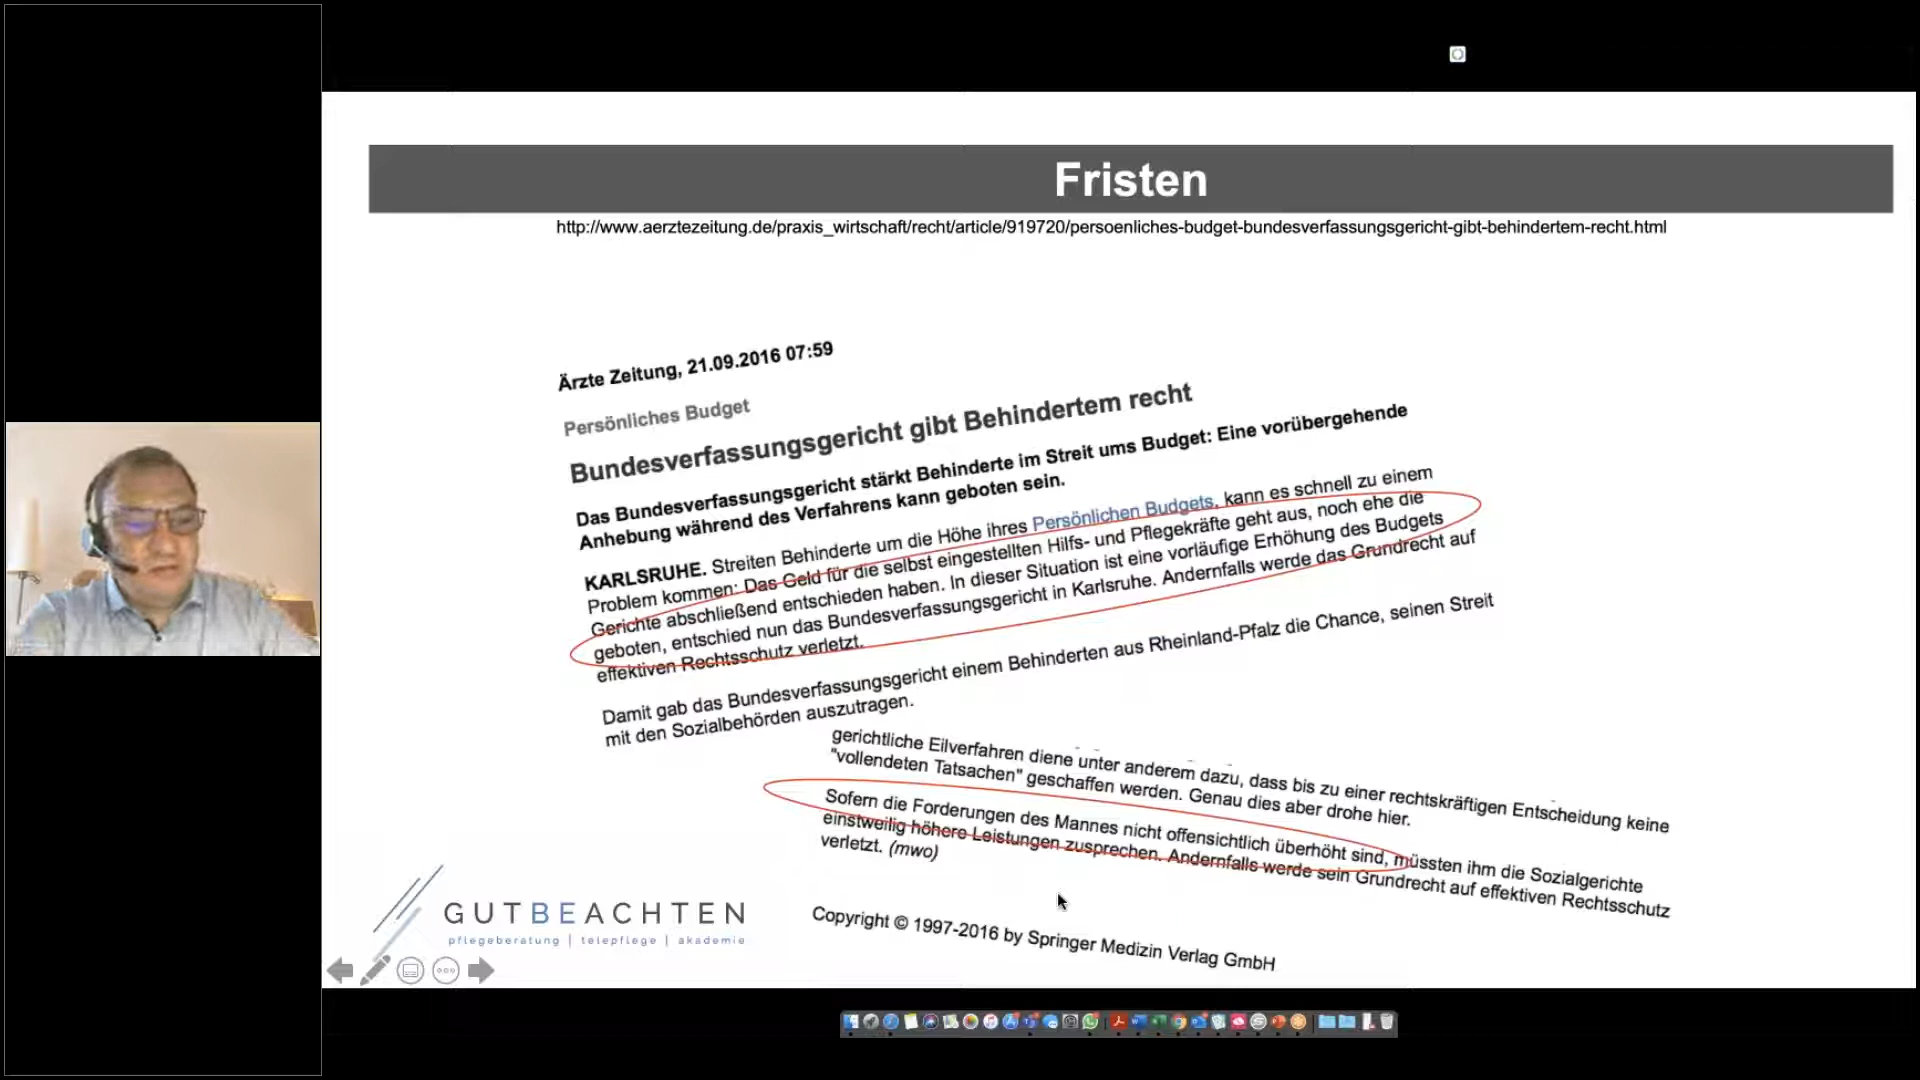 Fristen
http://www.aerztezeitung.de/praxis_wirtschaft/recht/article/919720/persoenliches-budget-bundesverfassungsgericht-gibt-behindertem-recht.html
Ärzte Zeitung, 21.09.2016 07:59
Persönliches Budget
Bundesverfassungsgericht gibt Behindertem recht
Das Bundesverfassungsgericht stärkt Behinderte im Streit ums Budget: Eine vorübergehende
Anhebung während des Verfahrens kann geboten sein.
KARLSRUHE. Streiten Behinderte um die Höhe ihres Persönlichen Budgets, kann es schnell zu einem
Problem kommen: Das Geld für die selbst eingestellten Hilfs- und Pflegekräfte geht aus, noch ehe die
Gerichte abschließend entschieden haben. In dieser Situation ist eine vorläufige Erhöhung des Budgets
geboten, entschied nun das Bundesverfassungsgericht in Karlsruhe. Andernfalls werde das Grundrecht auf
effektiven Rechtsschutz verletzt.
Damit gab das Bundesverfassungsgericht einem Behinderten aus Rheinland-Pfalz die Chance, seinen Streit
mit den Sozialbehörden auszutragen.
gerichtliche Eilverfahren diene unter anderem dazu, dass bis zu einer rechtskräftigen Entscheidung keine
"vollendeten Tatsachen" geschaffen werden. Genau dies aber drohe hier.
Sofern die Forderungen des Mannes nicht offensichtlich überhöht sind, müssten ihm die Sozialgerichte
einstweilig höhere Leistungen zusprechen. Andernfalls werde sein Grundrecht auf effektiven Rechtsschutz
verletzt. (mwo)
Copyright © 1997-2016 by Springer Medizin Verlag GmbH
GUTBEACHTEN
pflegeberatung | telepflege | akademie